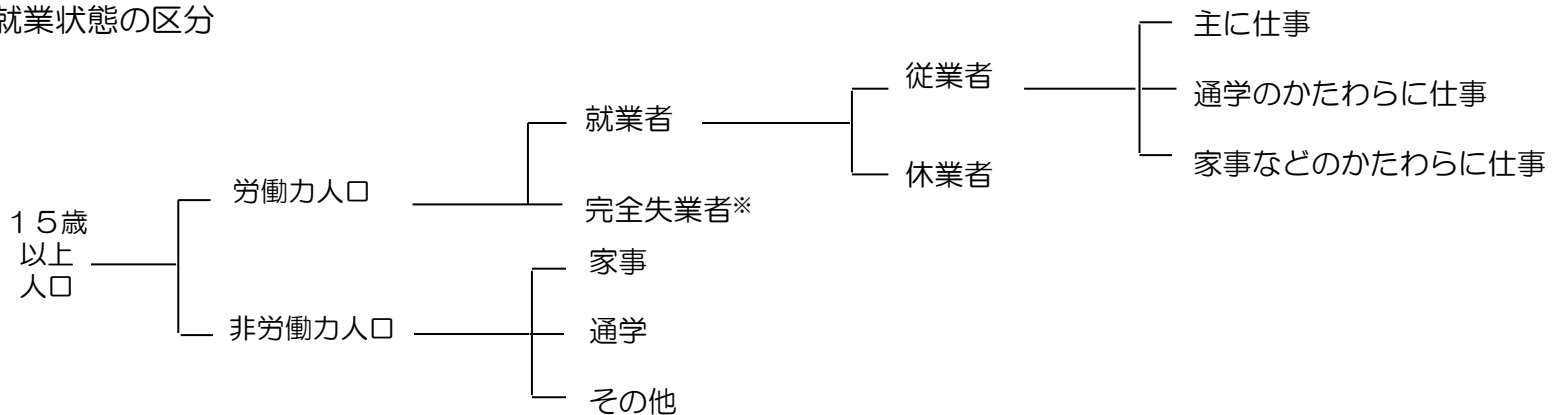 就業状態の区分
主に仕事
従業者
通学のかたわらに仕事
就業者
家事などのかたわらに仕事
休業者
労働力人口
完全失業者※
１５歳
以上
人口
家事
非労働力人口
通学
その他